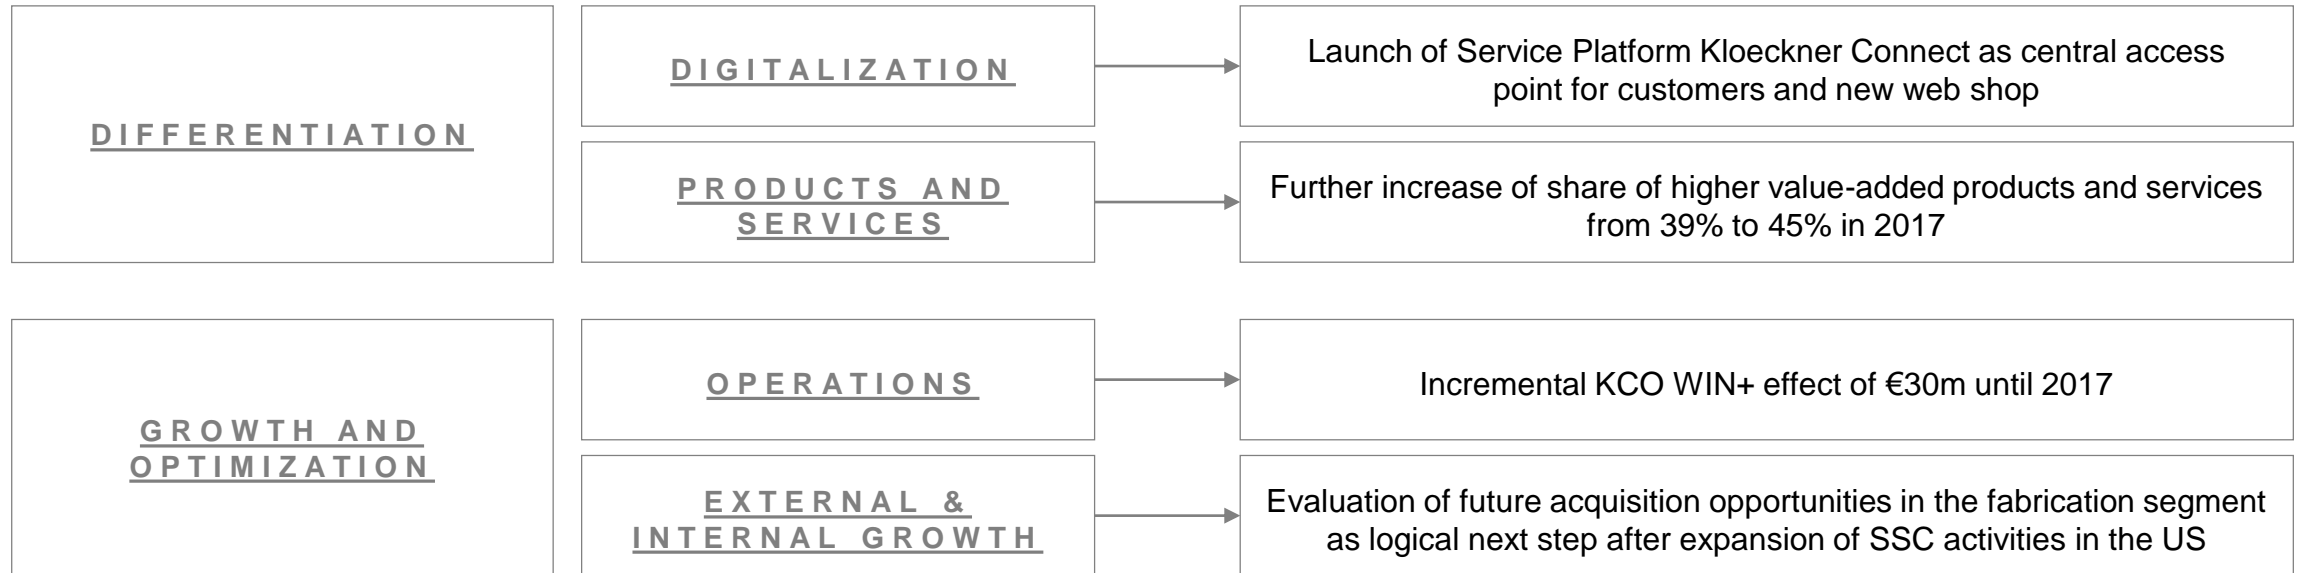 DIFFERENTIATION
DIGITALIZATION
Launch of Service Platform Kloeckner Connect as central access
point for customers and new web shop
PRODUCTS AND
SERVICES
Further increase of share of higher value-added products and services
from 39% to 45% in 2017
GROWTH AND
OPTIMIZATION
OPERATIONS
Incremental KCO WIN+ effect of €30m until 2017
EXTERNAL &
INTERNAL GROWTH
Evaluation of future acquisition opportunities in the fabrication segment
as logical next step after expansion of SSC activities in the US